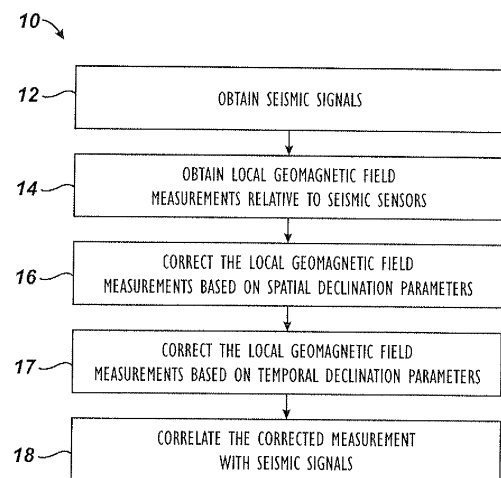 10
12
OBTAIN SEISMIC SIGNALS
14
OBTAIN LOCAL GEOMAGNETIC FIELD
MEASUREMENTS RELATIVE TO SEISMIC SENSORS
16
CORRECT THE LOCAL GEOMAGNETIC FIELD
MEASUREMENTS BASED ON SPATIAL DECLINATION PARAMETERS
17
CORRECT THE LOCAL GEOMAGNETIC FIELD
MEASUREMENTS BASED ON TEMPORAL DECLINATION PARAMETERS
18
CORRELATE THE CORRECTED MEASUREMENT
WITH SEISMIC SIGNALS